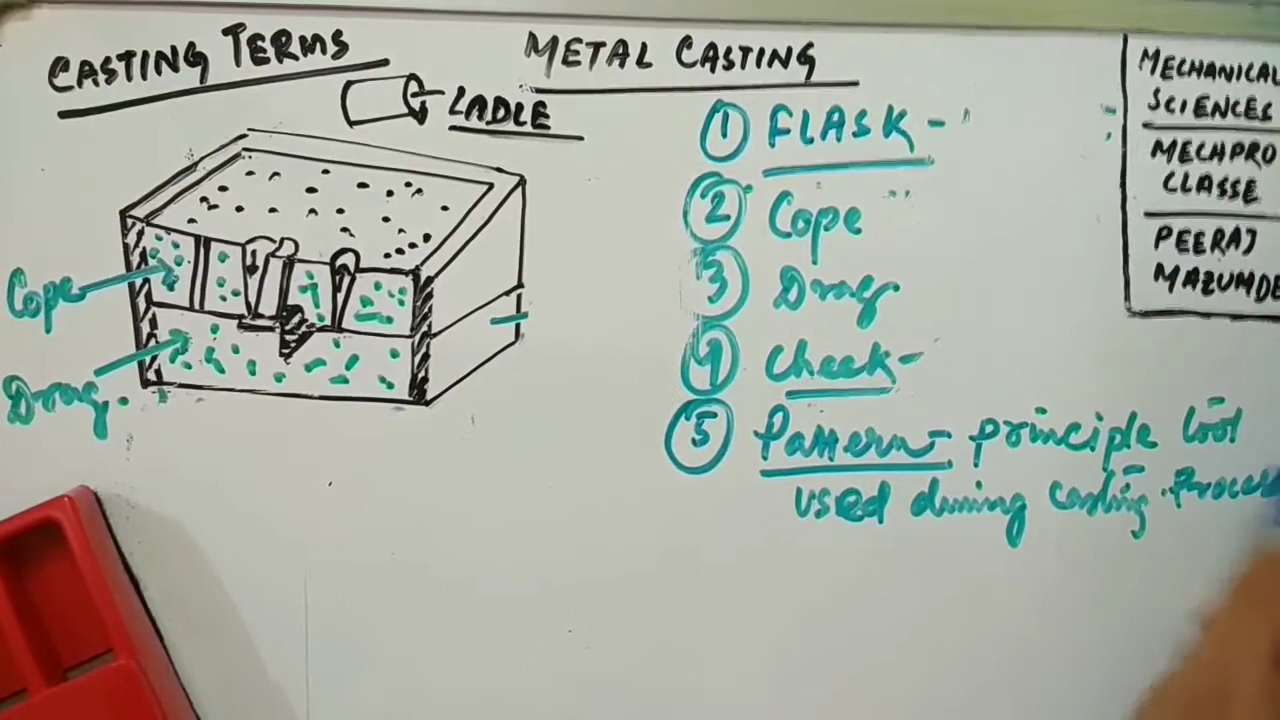 CASTING TERMS
METAL CASTING
LADLE
Cope
Drag.
① FLASK-
② Cope
③ Drag
④ Cheek-
⑤ Pattern- principle tool
used during casting. Process
MECHANICAL
SCIENCES
MECHPRO
CLASSE
PEERAJ
MAZUMDE